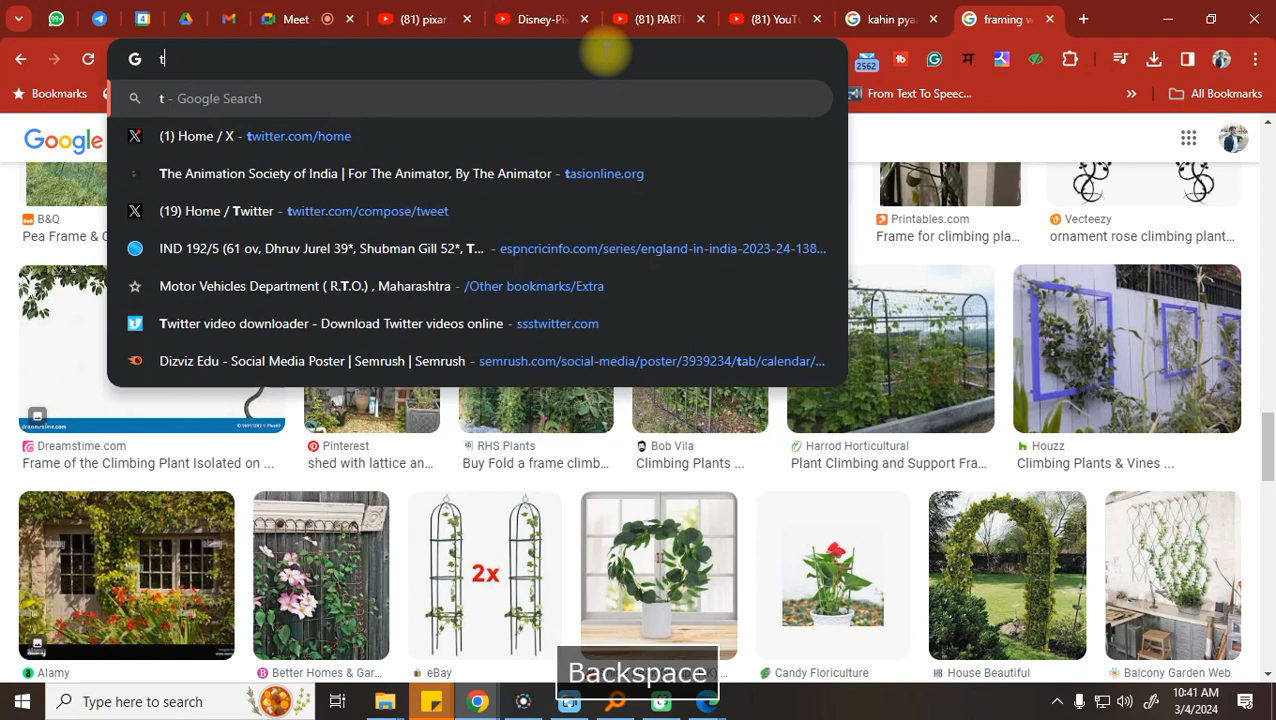 Meet
(81) pixar
Disney-Pix
(81) PARTI
(81) YouTu
kahin pyaa
framing w
t
2562
Bookmarks
From Text To Speec...
All Bookmarks
t - Google Search
(1) Home / X - twitter.com/home
The Animation Society of India | For The Animator, By The Animator - tasionline.org
(19) Home / Twitter - twitter.com/compose/tweet
IND 192/5 (61 ov, Dhruv Jurel 39*, Shubman Gill 52*, T... - espncricinfo.com/series/england-in-india-2023-24-138...
Motor Vehicles Department ( R.T.O.) , Maharashtra - /Other bookmarks/Extra
Twitter video downloader - Download Twitter videos online - ssstwitter.com
Dizviz Edu - Social Media Poster | Semrush | Semrush - semrush.com/social-media/poster/3939234/tab/calendar/...
Google
B&Q
Pea Frame & C
Printables.com
Frame for climbing pla...
Vecteezy
ornament rose climbing plant...
Dreamstime.com
Frame of the Climbing Plant Isolated on ...
Pinterest
shed with lattice an...
RHS Plants
Buy Fold a frame climb...
Bob Vila
Climbing Plants ...
Harrod Horticultural
Plant Climbing and Support Fra...
Houzz
Climbing Plants & Vines ...
2x
Alamy
Better Homes & Gardens
eBay
Candy Floriculture
House Beautiful
Balcony Garden Web
Backspace
Type here to search
10:41 AM
3/4/2024